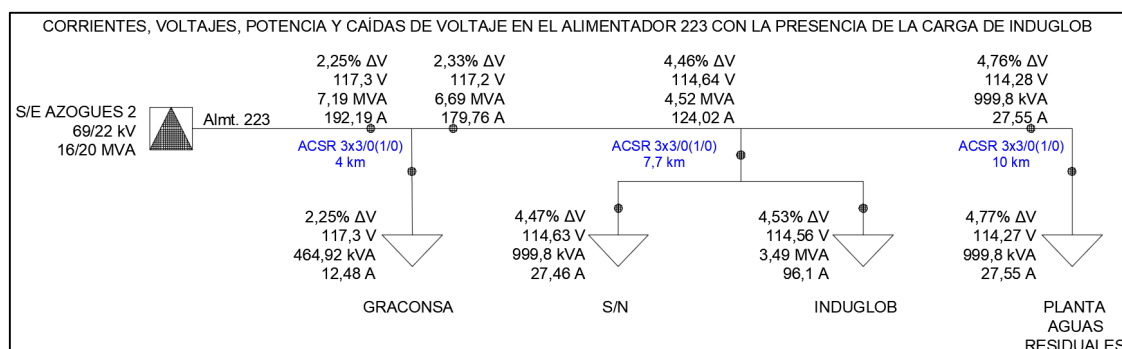 CORRIENTES, VOLTAJES, POTENCIA Y CAÍDAS DE VOLTAJE EN EL ALIMENTADOR 223 CON LA PRESENCIA DE LA CARGA DE INDUGLOB
S/E AZOGUES 2
69/22 kV
16/20 MVA
Almt. 223
2,25% ΔV
117,3 V
7,19 MVA
192,19 A
2,33% ΔV
117,2 V
6,69 MVA
179,76 A
4,46% ΔV
114,64 V
4,52 MVA
124,02 A
4,76% ΔV
114,28 V
999,8 kVA
27,55 A
ACSR 3x3/0(1/0)
4 km
ACSR 3x3/0(1/0)
7,7 km
ACSR 3x3/0(1/0)
10 km
2,25% ΔV
117,3 V
464,92 kVA
12,48 A
4,47% ΔV
114,63 V
999,8 kVA
27,46 A
4,53% ΔV
114,56 V
3,49 MVA
96,1 A
4,77% ΔV
114,27 V
999,8 kVA
27,55 A
GRACONSA
S/N
INDUGLOB
PLANTA
AGUAS
RESIDUALES